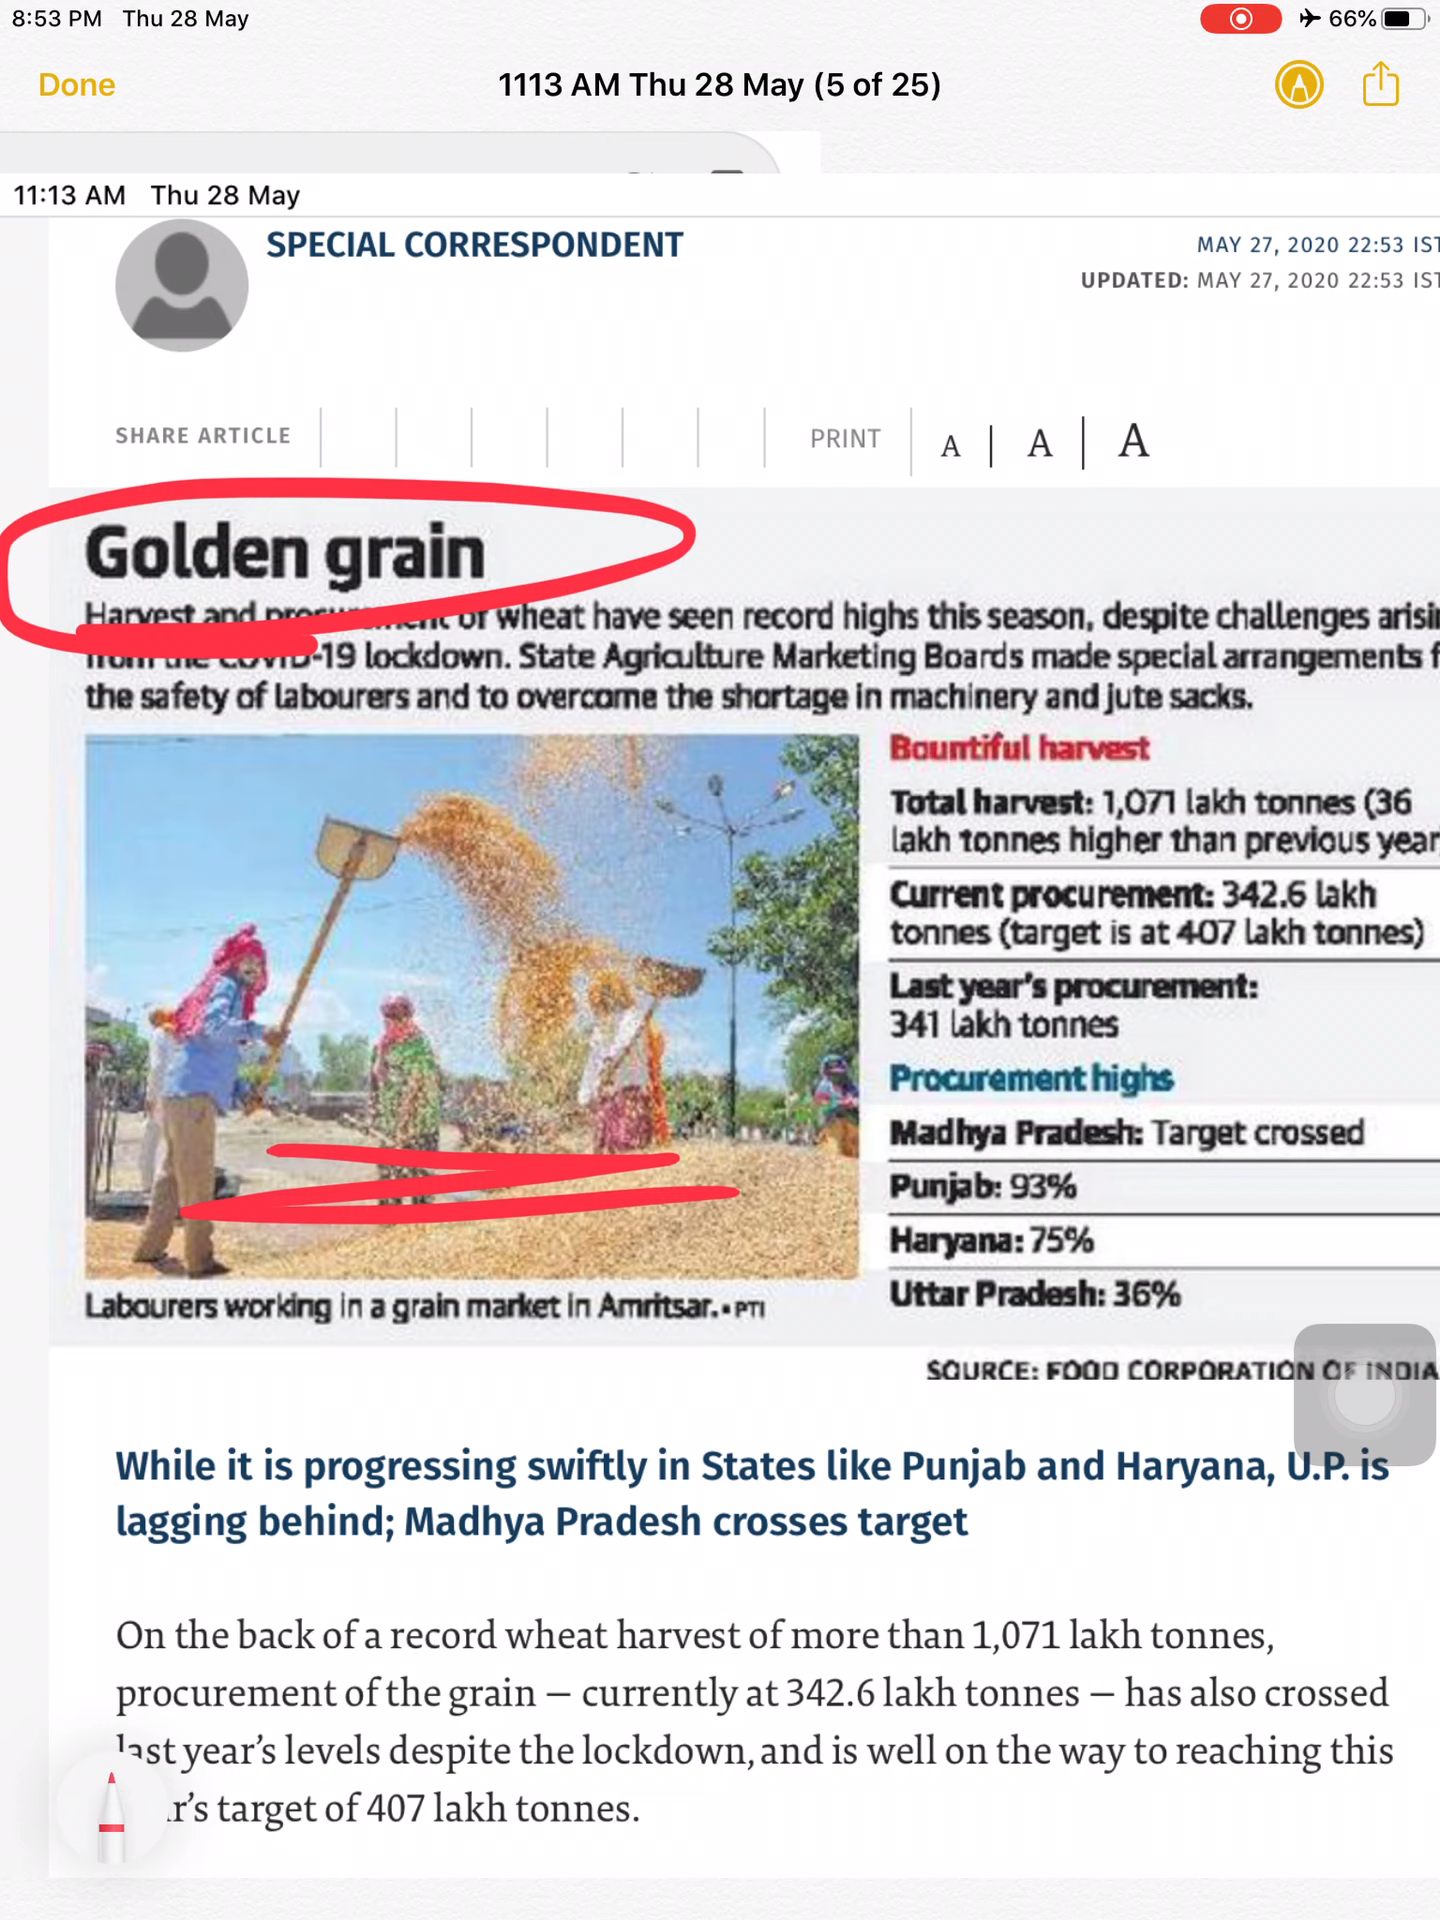 8:53 PM Thu 28 May
66%
Done
1113 AM Thu 28 May (5 of 25)
11:13 AM Thu 28 May
SPECIAL CORRESPONDENT
MAY 27, 2020 22:53 IST
UPDATED: MAY 27, 2020 22:53 IST
SHARE ARTICLE
PRINT
A | A | A
Golden grain
Harvest and procurement of wheat have seen record highs this season, despite challenges
from the COVID-19 lockdown. State Agriculture Marketing Boards made special arrangements
the safety of labourers and to overcome the shortage in machinery and jute sacks.
Labourers working in a grain market in Amritsar. • PTI
Bountiful harvest
Total harvest: 1,071 lakh tonnes (36
lakh tonnes higher than previous year
Current procurement: 342.6 lakh
tonnes (target is at 407 lakh tonnes)
Last year's procurement:
341 lakh tonnes
Procurement highs
Madhya Pradesh: Target crossed
Punjab: 93%
Haryana: 75%
Uttar Pradesh: 36%
SOURCE: FOOD CORPORATION OF INDIA
While it is progressing swiftly in States like Punjab and Haryana, U.P. is
lagging behind; Madhya Pradesh crosses target
On the back of a record wheat harvest of more than 1,071 lakh tonnes,
procurement of the grain — currently at 342.6 lakh tonnes — has also crossed
last year's levels despite the lockdown, and is well on the way to reaching this
r's target of 407 lakh tonnes.